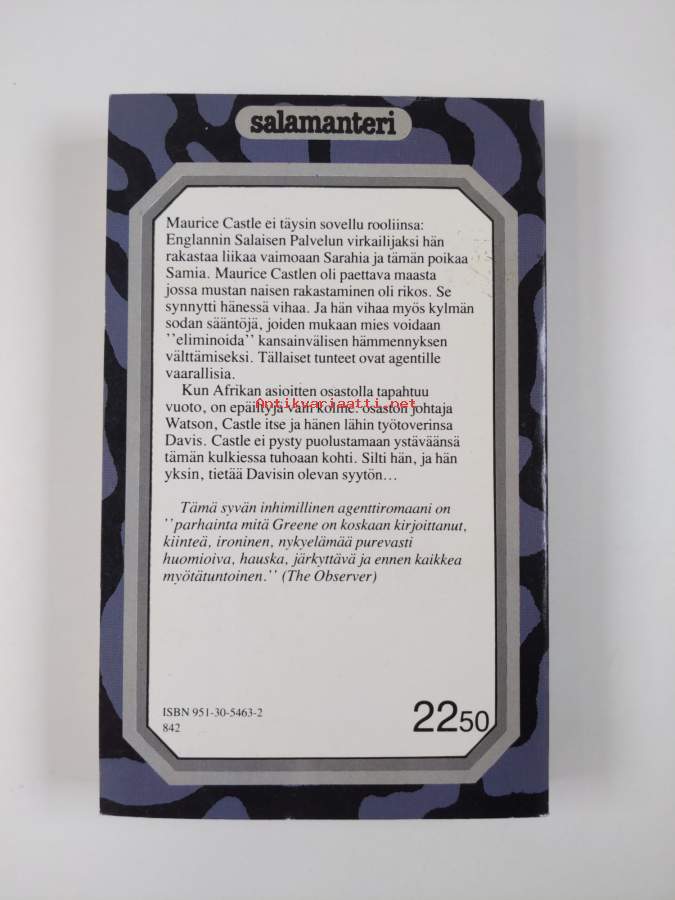 salamanteri
Maurice Castle ei täysin sovellu rooliinsa:
Englannin Salaisen Palvelun virkailijaksi hän
rakastaa liikaa vaimoaan Sarahia ja tämän poikaa
Samia. Maurice Castlen oli paettava maasta
jossa mustan naisen rakastaminen oli rikos. Se
synnytti hänessä vihaa. Ja hän vihaa myös kylmän
sodan sääntöjä, joiden mukaan mies voidaan
''eliminoida'' kansainvälisen hämmennyksen
välttämiseksi. Tällaiset tunteet ovat agentille
vaarallisia.
Kun Afrikan asioitten osastolla tapahtuu
Antikvariaatti.net
vuoto, on epäiltyjä vain kolme: osaston johtaja
Watson, Castle itse ja hänen lähin työtoverinsa
Davis. Castle ei pysty puolustamaan ystäväänsä
tämän kulkiessa tuhoaan kohti. Silti hän, ja hän
yksin, tietää Davisin olevan syytön...
Tämä syvän inhimillinen agenttiromaani on
''parhainta mitä Greene on koskaan kirjoittanut,
kiinteä, ironinen, nykyelämää purevasti
huomioiva, hauska, järkyttävä ja ennen kaikkea
myötätuntoinen.'' (The Observer)
ISBN 951-30-5463-2
842
2250